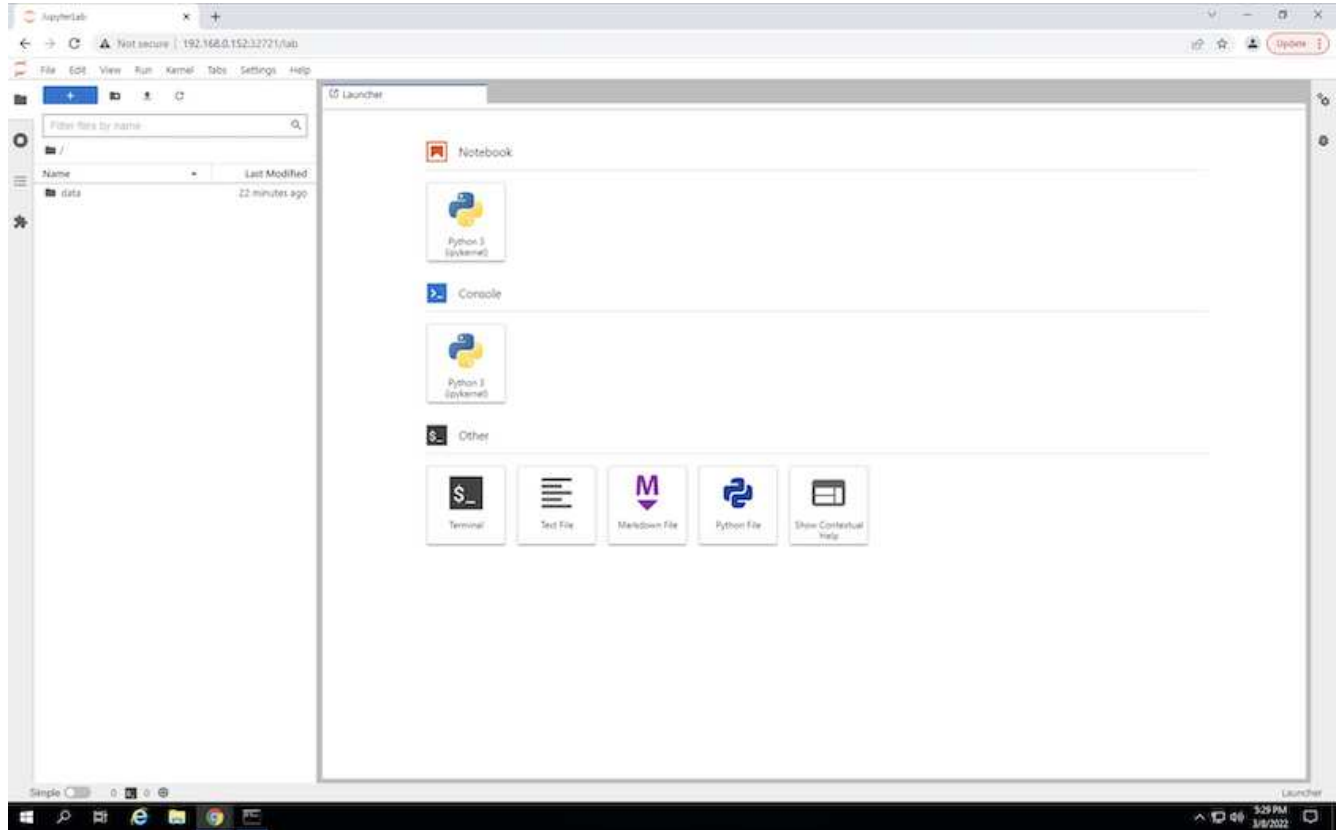 JupyterLab
Not secure | 192.168.0.152:32721/lab
Update
File Edit View Run Kernel Tabs Settings Help
Launcher
Filter files by name
/
Name Last Modified
data 22 minutes ago
Notebook
Python 3
(ipykernel)
Console
Python 3
(ipykernel)
$_ Other
$_
M
Terminal Text File Markdown File Python File Show Contextual
Help
Simple 0 0
Launcher
5:29 PM
3/8/2022